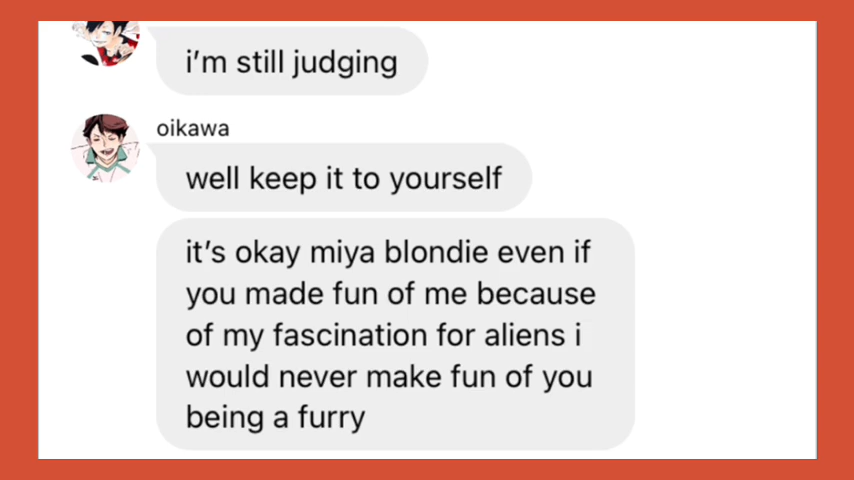 i'm still judging
oikawa
well keep it to yourself
it's okay miya blondie even if
you made fun of me because
of my fascination for aliens i
would never make fun of you
being a furry